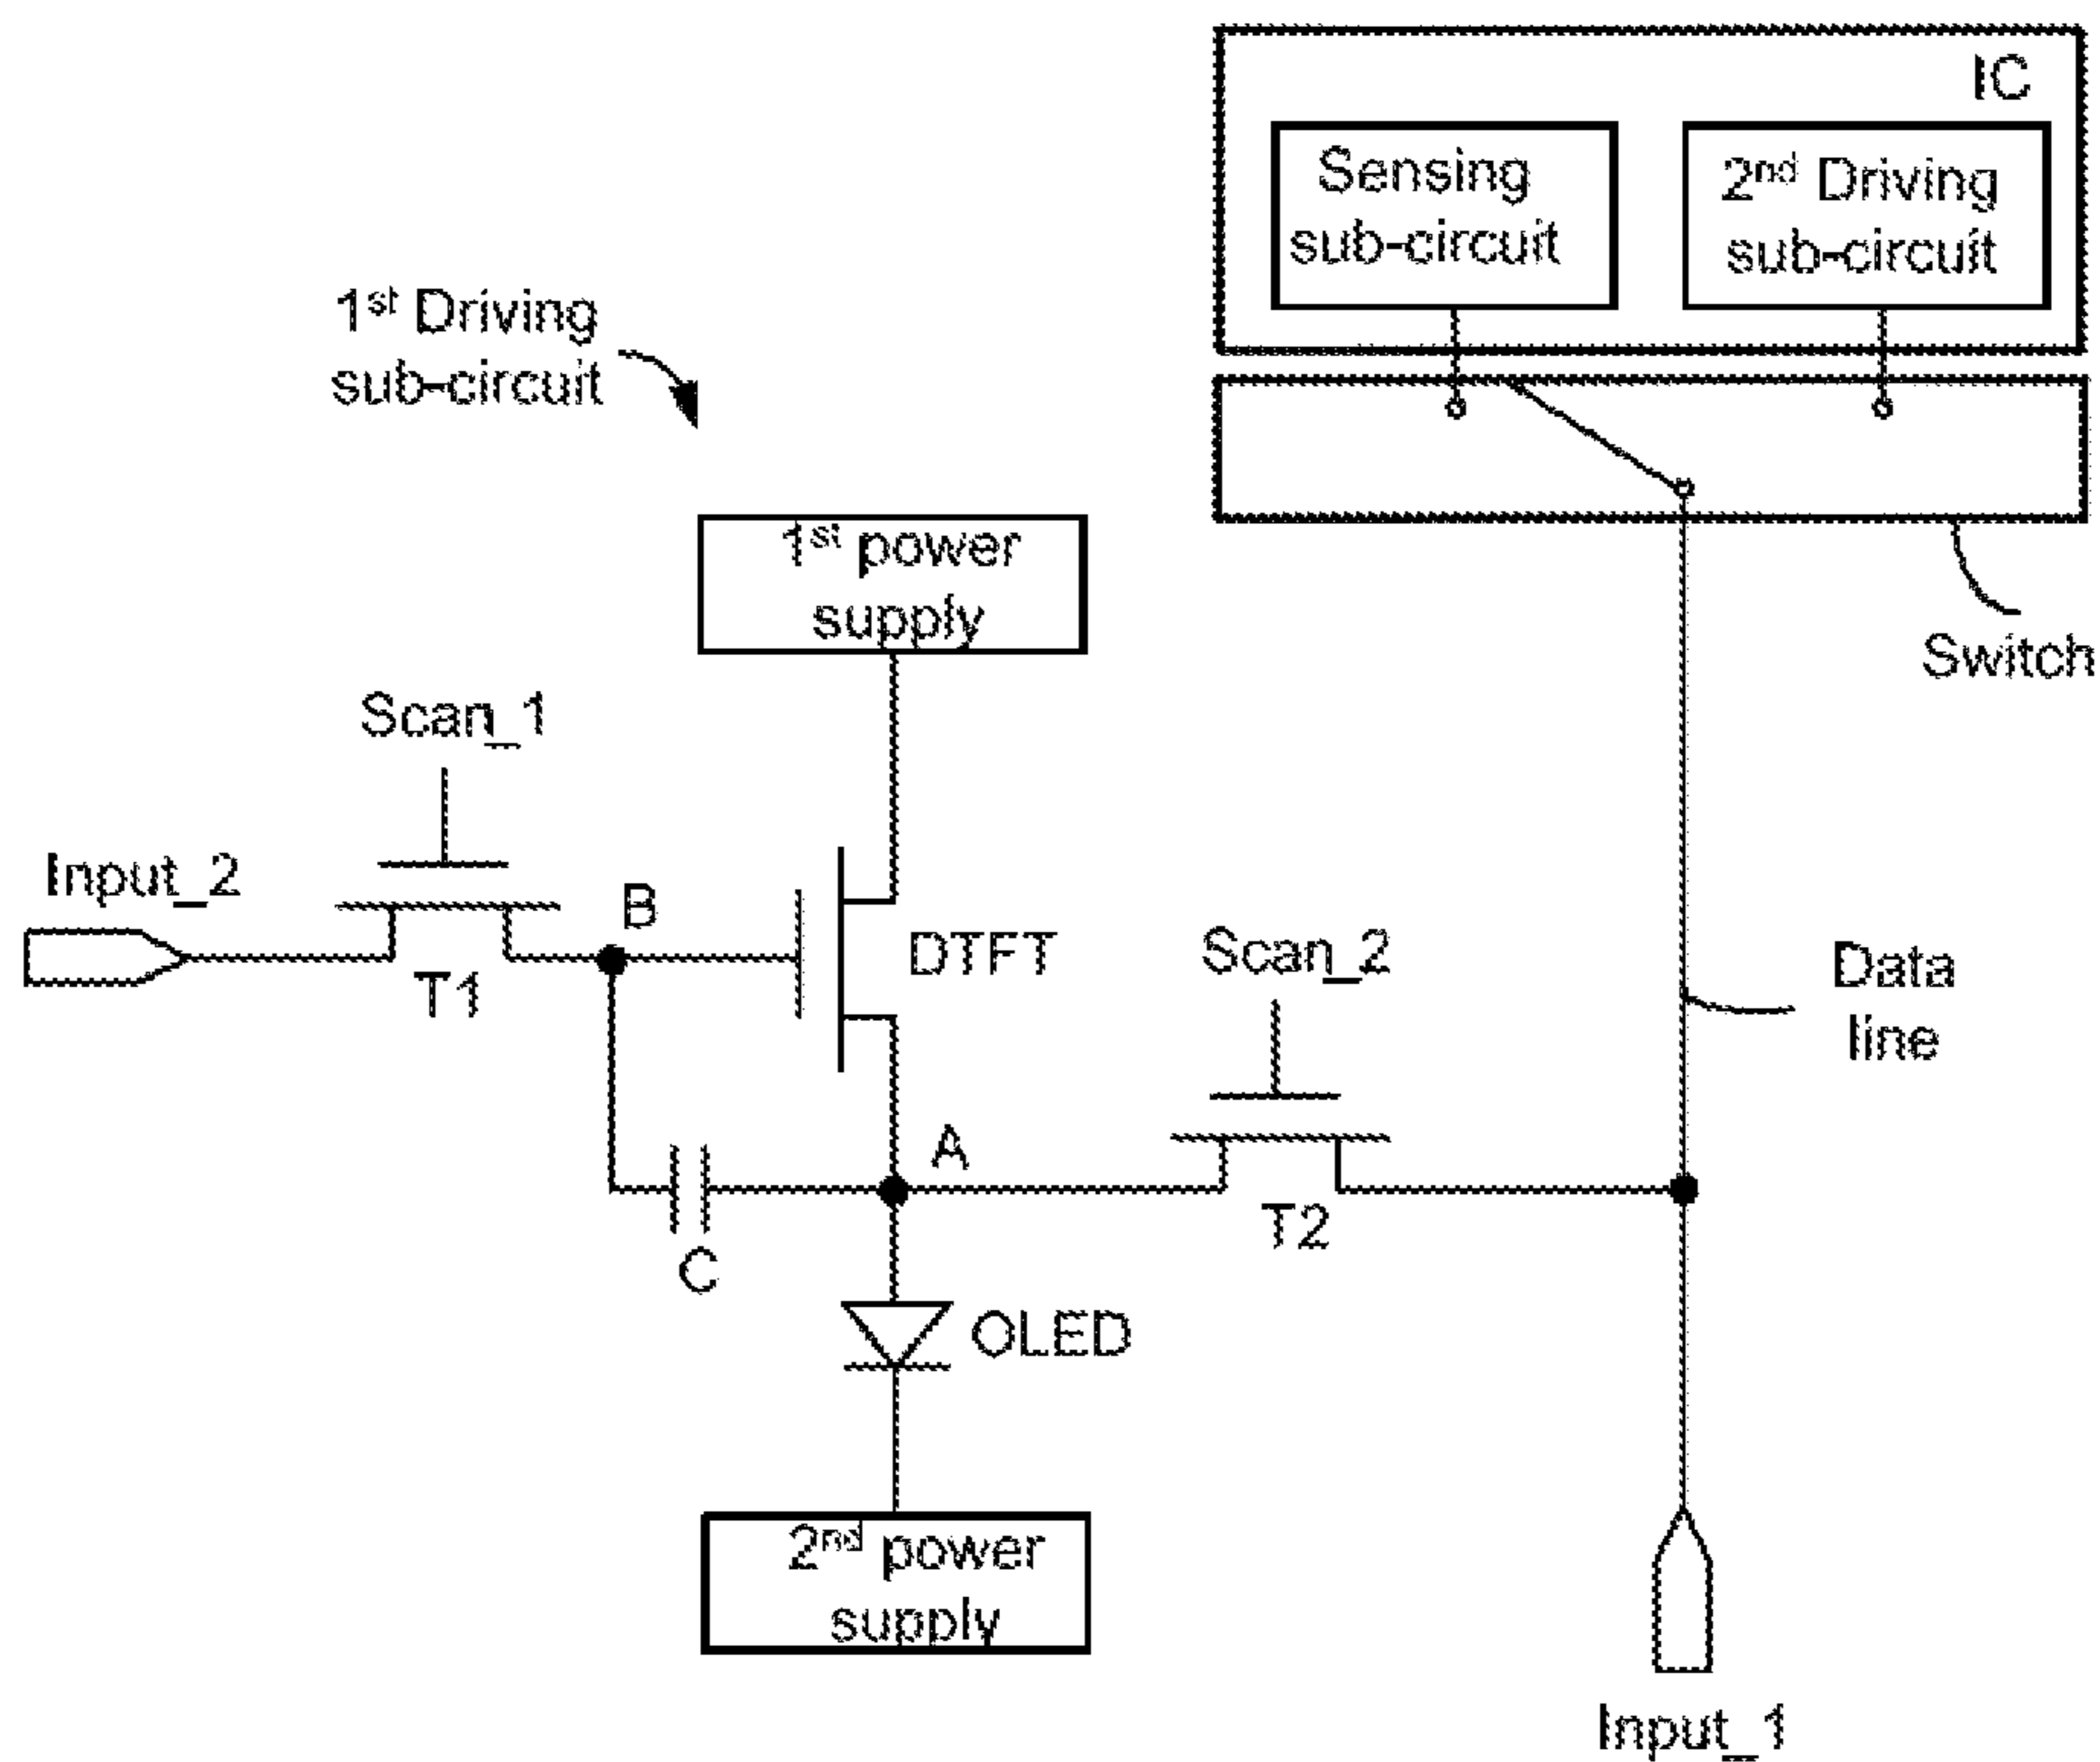 IC
Sensing
sub-circuit
2nd Driving
sub-circuit
1st Driving
sub-circuit
1st power
supply
Switch
Scan_1
Input_2
B
DTFT
T1
Scan_2
Data
line
A
T2
C
OLED
2nd power
supply
Input_1